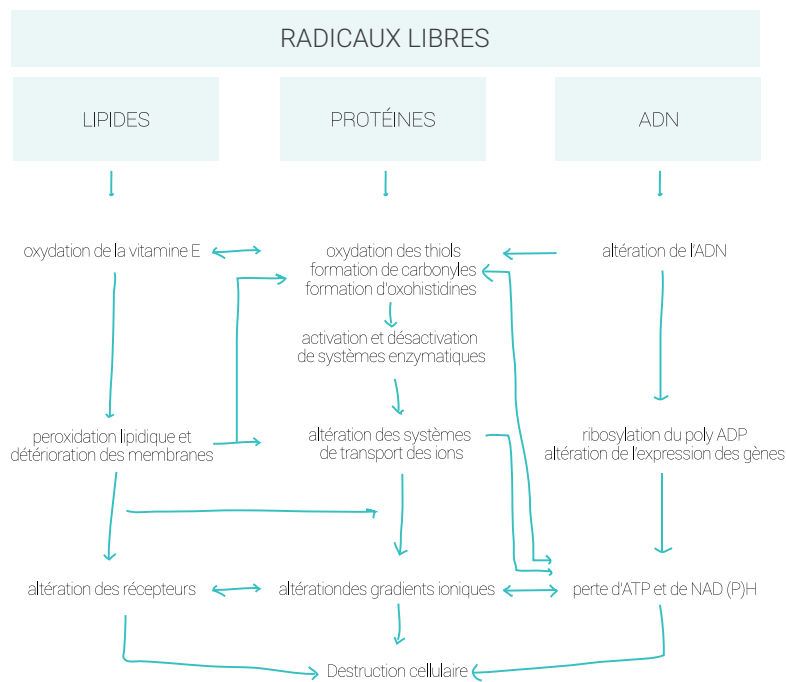 RADICAUX LIBRES
LIPIDES
PROTÉINES
ADN
oxydation de la vitamine E
oxydation des thiols
formation de carbonyles
formation d'oxohistidines
altération de l'ADN
activation et désactivation
de systèmes enzymatiques
peroxidation lipidique et
détérioration des membranes
altération des systèmes
de transport des ions
ribosylation du poly ADP
altération de l'expression des gènes
altération des récepteurs
altérationdes gradients ioniques
perte d'ATP et de NAD (P)H
Destruction cellulaire